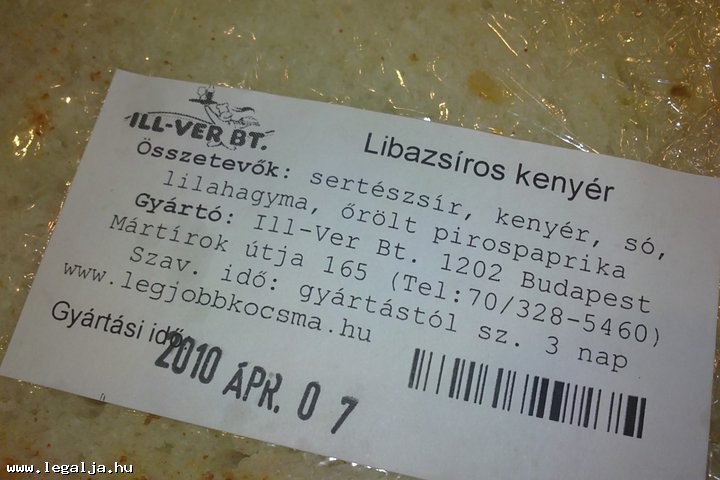 ILL-VER BT.
Libazsíros kenyér
Összetevők: sertészsír, kenyér, só,
lilahagyma, őrölt pirospaprika
Gyártó: Ill-Ver Bt. 1202 Budapest
Mártírok útja 165 (Tel:70/328-5460)
Szav. idő: gyártástól sz. 3 nap
www.legjobbkocsma.hu
Gyártási idő:
2010 ÁPR. 07
www.legalja.hu